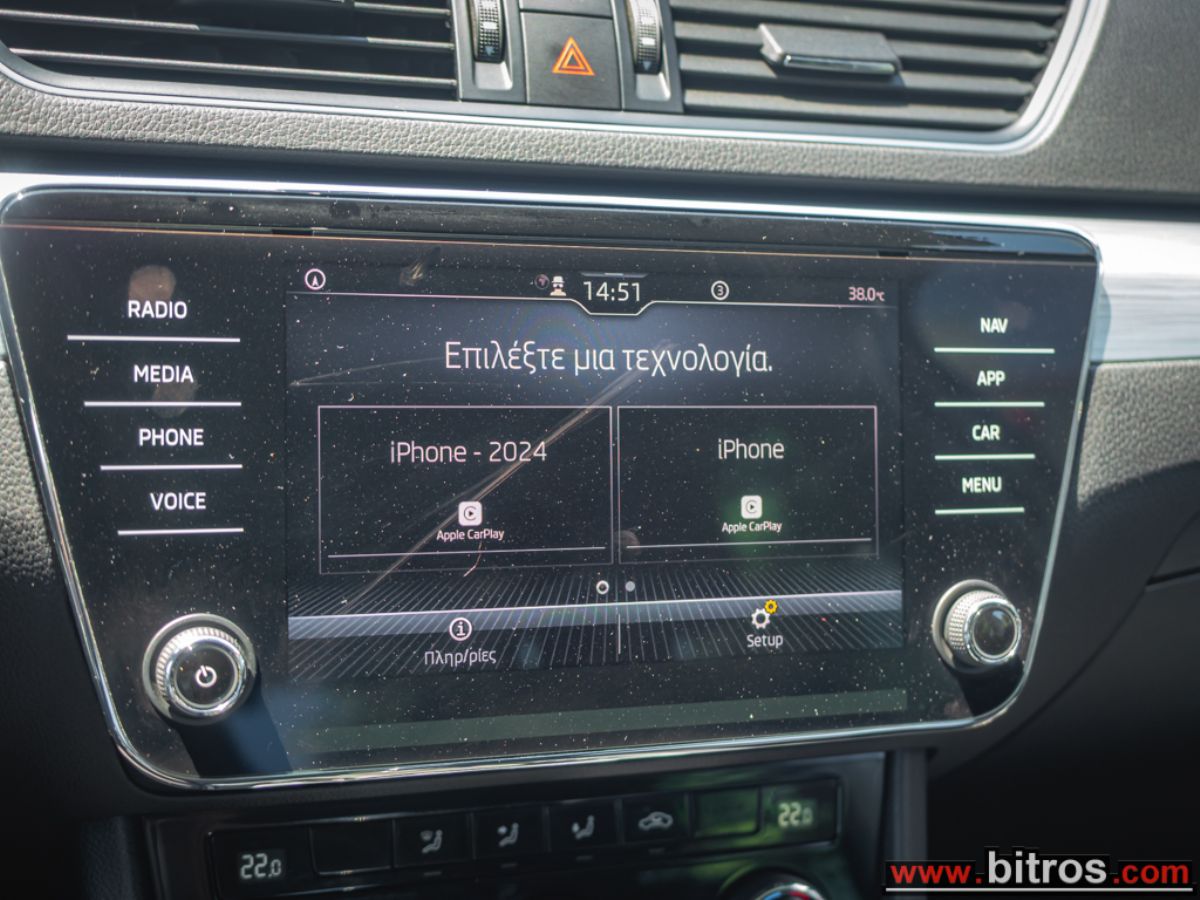 14:51
3
38.0°c
RADIO
MEDIA
PHONE
VOICE
Επιλέξτε μια τεχνολογία.
iPhone - 2024
Apple CarPlay
iPhone
Apple CarPlay
Πληρ/ρίες
Setup
NAV
APP
CAR
MENU
22.0
22.0
www.bitros.com